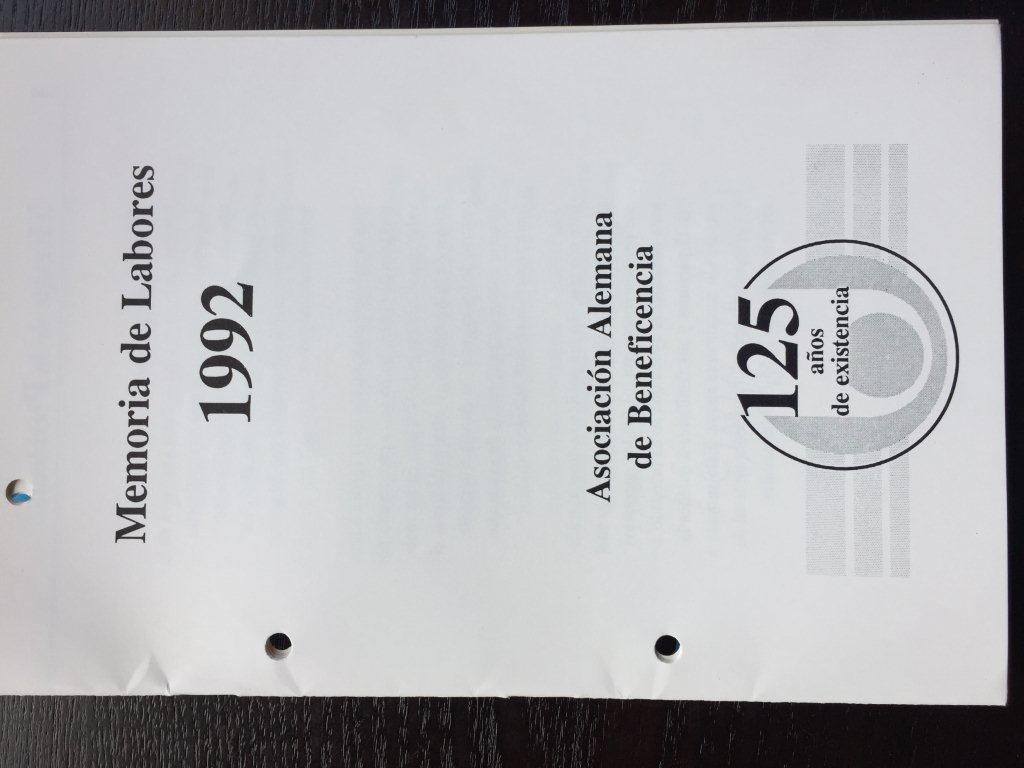 Memoria de Labores
1992
Asociación Alemana
de Beneficencia
125
años
de existencia